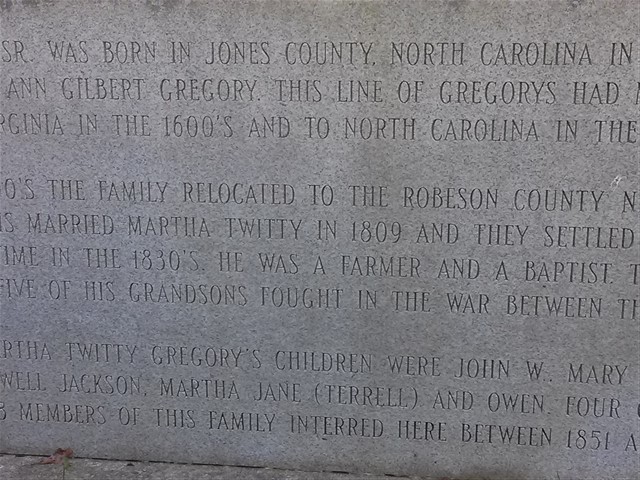 SR. WAS BORN IN JONES COUNTY, NORTH CAROLINA IN
ANN GILBERT GREGORY. THIS LINE OF GREGORYS HAD
RGINIA IN THE 1600'S AND TO NORTH CAROLINA IN THE
00'S THE FAMILY RELOCATED TO THE ROBESON COUNTY N
IS MARRIED MARTHA TWITTY IN 1809 AND THEY SETTLED
TIME IN THE 1830'S. HE WAS A FARMER AND A BAPTIST. T
FIVE OF HIS GRANDSONS FOUGHT IN THE WAR BETWEEN TH
RTHA TWITTY GREGORY'S CHILDREN WERE JOHN W., MARY
WELL JACKSON, MARTHA JANE (TERRELL) AND OWEN. FOUR
MEMBERS OF THIS FAMILY INTERRED HERE BETWEEN 1851 A